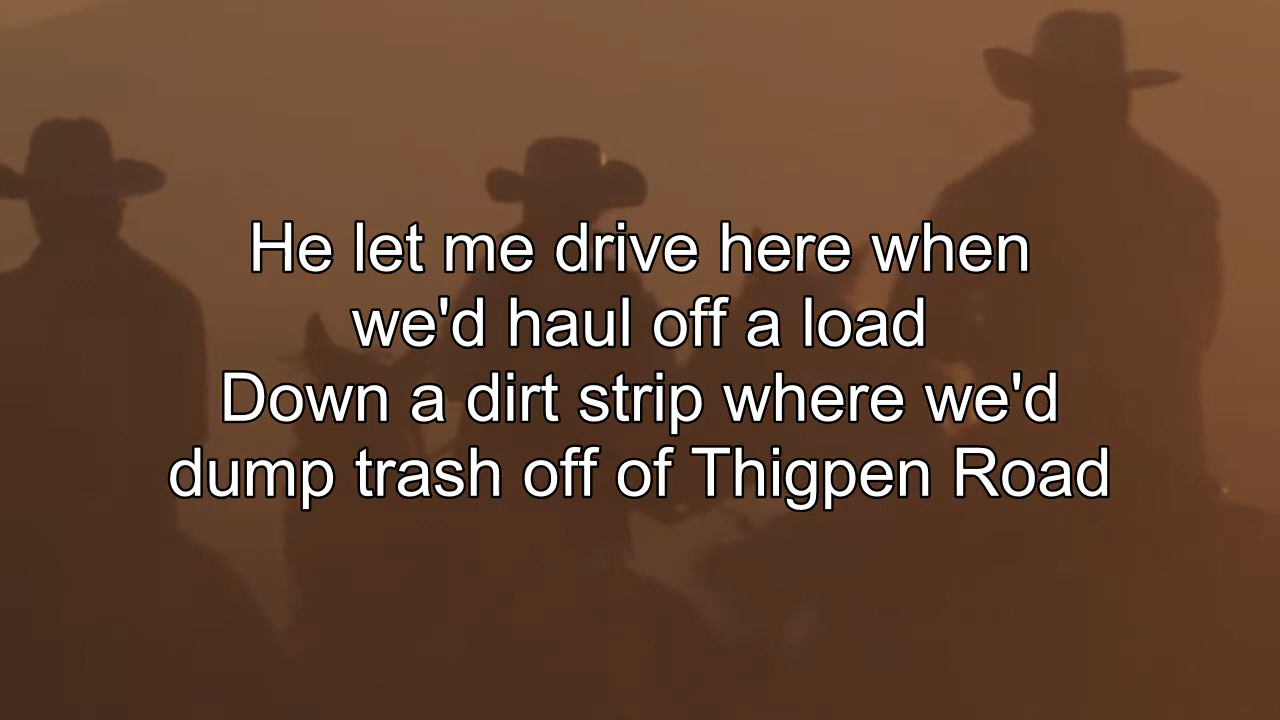 He let me drive here when
we'd haul off a load
Down a dirt strip where we'd
dump trash off of Thigpen Road